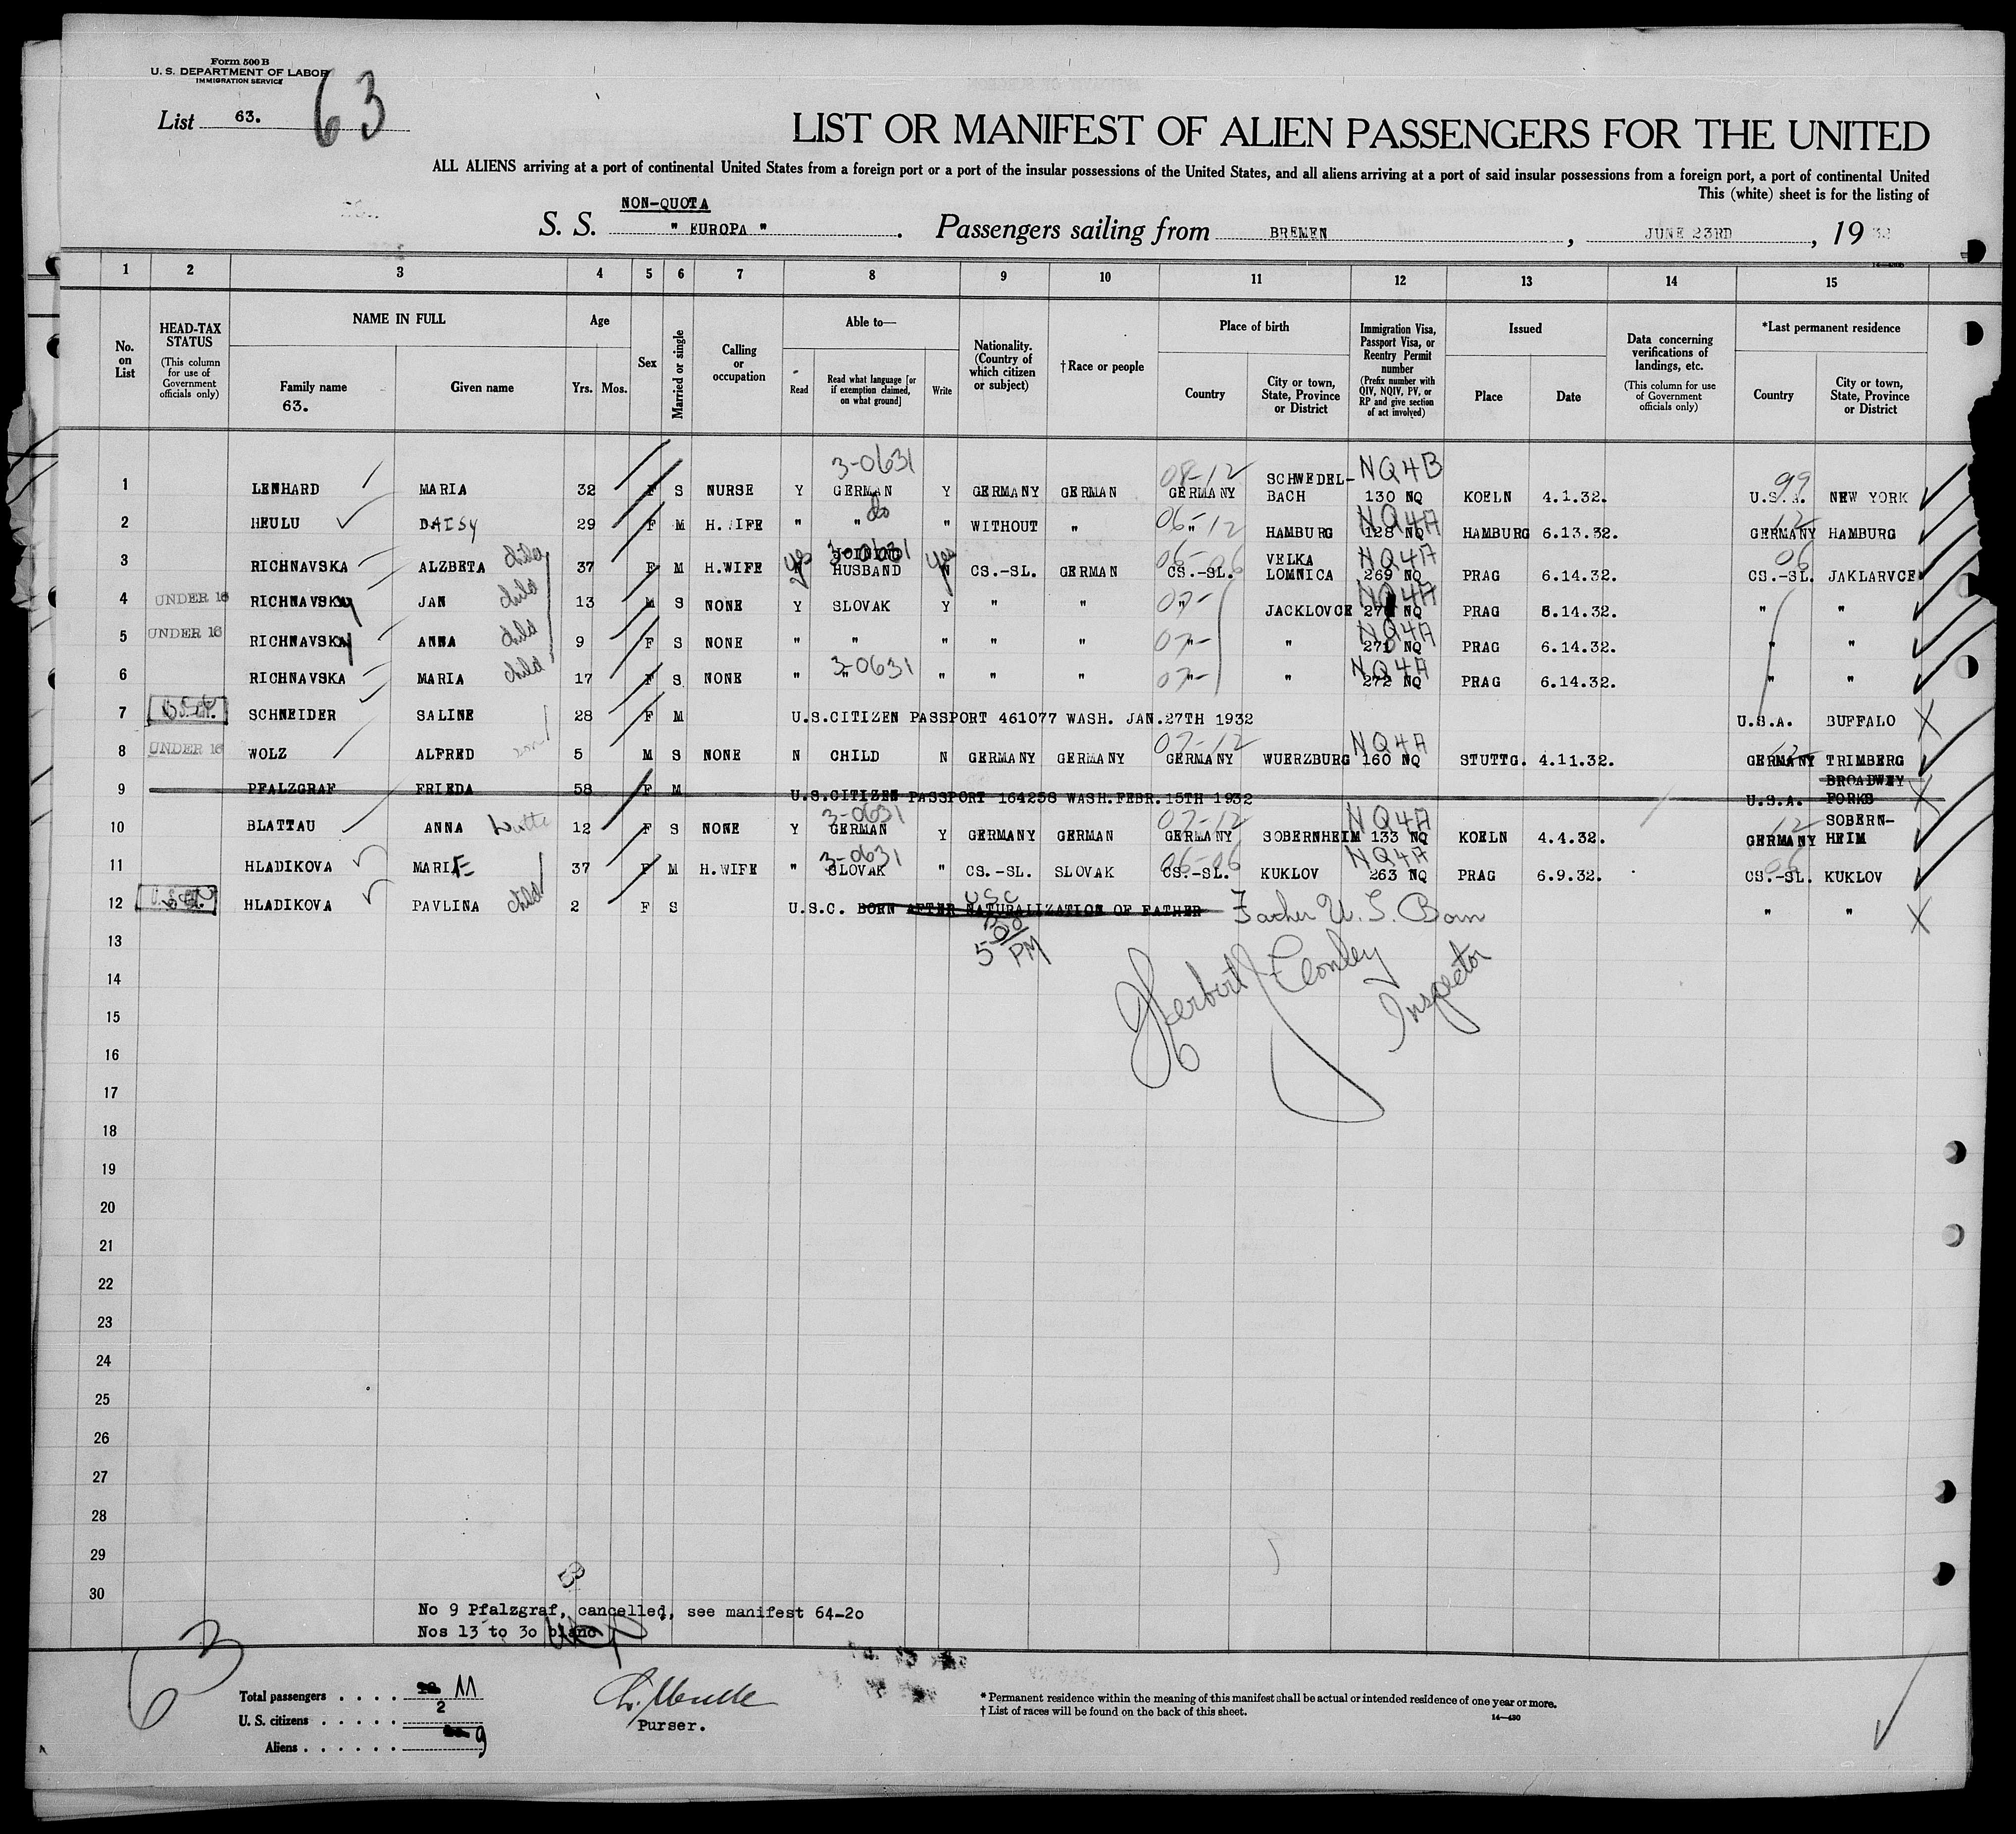 Form 500 B
U. S. DEPARTMENT OF LABOR
IMMIGRATION SERVICE
List 63. 63
LIST OR MANIFEST OF ALIEN PASSENGERS FOR THE UNITED
ALL ALIENS arriving at a port of continental United States from a foreign port or a port of the insular possessions of the United States, and all aliens arriving at a port of said insular possessions from a foreign port, a port of continental United
This (white) sheet is for the listing of
NON-QUOTA
S. S. " EUROPA ". Passengers sailing from BREMEN, JUNE 23RD, 19 32
1 2 3 4 5 6 7 8 9 10 11 12 13 14 15
No. on List
HEAD-TAX STATUS (This column for use of Government officials only)
NAME IN FULL
Family name 63.
Given name
Age
Yrs. Mos.
Sex
Married or single
Calling or occupation
Able to—
Read
Read what language [or if exemption claimed, on what ground]
Write
Nationality. (Country of which citizen or subject)
†Race or people
Place of birth
Country
City or town, State, Province or District
Immigration Visa, Passport Visa, or Reentry Permit number (Prefix number with QIV, NQIV, PV, or RP and give section of act involved)
Issued
Place
Date
Data concerning verifications of landings, etc. (This column for use of Government officials only)
*Last permanent residence
Country
City or town, State, Province or District
3-0631 08-12 SCHWEDEL- NQ4B 99
1 LENHARD MARIA 32 F S NURSE Y GERMAN Y GERMANY GERMAN GERMANY BACH 130 NQ KOELN 4.1.32. U.S.A. NEW YORK
do 06-12 NQ4A 12
2 HEULU DAISY 29 F M H.WIFE " " " WITHOUT " " HAMBURG 128 NQ HAMBURG 6.13.32. GERMANY HAMBURG
child yes 3-0631 JOINING yes 06-06 VELKA NQ4A 06
3 RICHNAVSKA ALZBETA 37 F M H.WIFE N HUSBAND N CS.-SL. GERMAN CS.-SL. LOMNICA 269 NQ PRAG 6.14.32. CS.-SL. JAKLARVCE
UNDER 16 child 07- NQ4A
4 RICHNAVSKY JAN 13 M S NONE Y SLOVAK Y " " " JACKLOVCE NQ PRAG 6.14.32. " "
UNDER 16 child 07- NQ4A
5 RICHNAVSKY ANNA 9 F S NONE " " " " " " " NQ PRAG 6.14.32. " "
child 3-0631 07- NQ4A
6 RICHNAVSKA MARIA 17 F S NONE " " " " " " " 272 NQ PRAG 6.14.32. " "
7 SCHNEIDER SALINE 28 F M U.S.CITIZEN PASSPORT 461077 WASH. JAN.27TH 1932 U.S.A. BUFFALO
UNDER 16 son 07-12 NQ4A 12
8 WOLZ ALFRED 5 M S NONE N CHILD N GERMANY GERMANY GERMANY WUERZBURG 160 NQ STUTTG. 4.11.32. GERMANY TRIMBERG
9 PFALZGRAF FRIEDA 58 F M U.S.CITIZEN PASSPORT 164258 WASH.FEBR.15TH 1932 U.S.A. BROADWEY FORKS
3-0631 07-12 NQ4A 12 SOBERN-
10 BLATTAU ANNA 12 F S NONE Y GERMAN Y GERMANY GERMAN GERMANY SOBERNHEIM 133 NQ KOELN 4.4.32. GERMANY HEIM
3-0631 06-06 NQ4A 06
11 HLADIKOVA MARIE 37 F M H.WIFE " SLOVAK " CS.-SL. SLOVAK CS.-SL. KUKLOV 263 NQ PRAG 6.9.32. CS.-SL. KUKLOV
child USC
12 HLADIKOVA PAVLINA 2 F S U.S.C. BORN AFTER NATURALIZATION OF FATHER Father U. S. Born " "
5 30 PM
13
Herbert
Inspector
14
15
16
17
18
19
20
21
22
23
24
25
26
27
28
29
30
No 9 Pfalzgraf, cancelled, see manifest 64-20
Nos 13 to 30 blanc
63
Total passengers . . . . 11
U. S. citizens . . . . . 2
Aliens . . . . . . 9
Purser.
* Permanent residence within the meaning of this manifest shall be actual or intended residence of one year or more.
† List of races will be found on the back of this sheet.
14—430